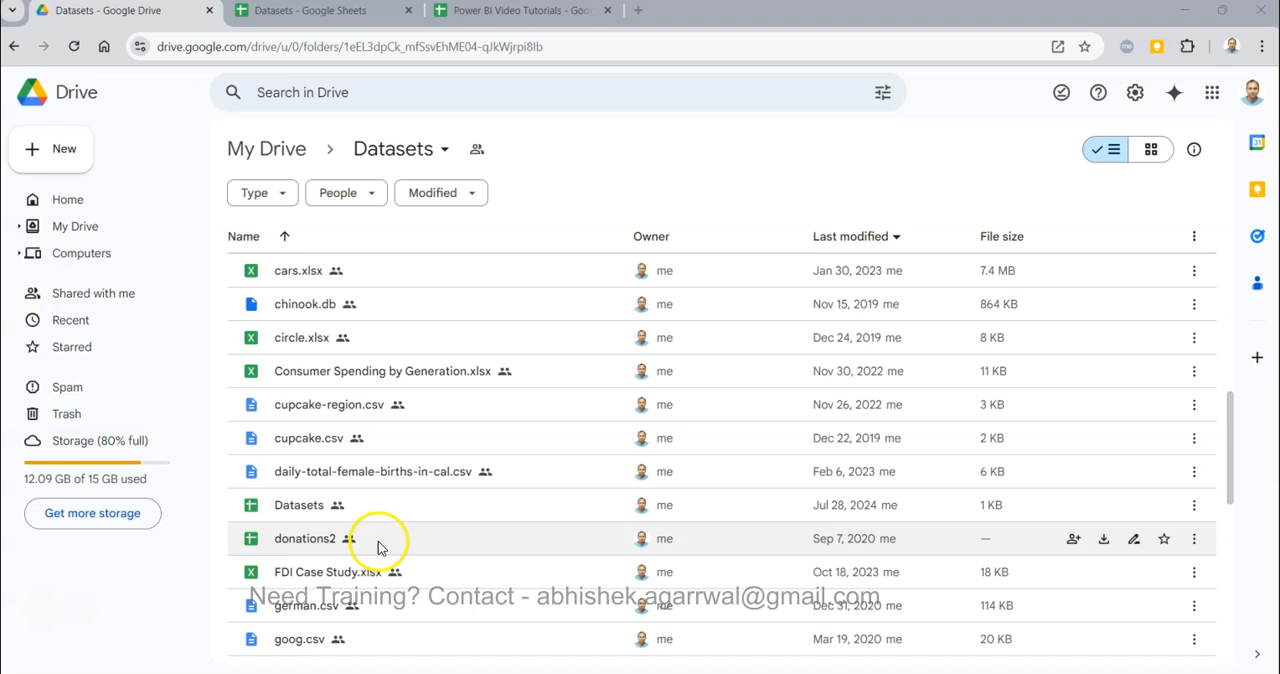 Datasets - Google Drive
Datasets - Google Sheets
Power BI Video Tutorials - Goo
drive.google.com/drive/u/0/folders/1eEL3dpCk_mfSsvEhME04-qJkWjrpi8Ib
Drive
Search in Drive
New
My Drive > Datasets
31
Type People Modified
Home
My Drive
Computers
Shared with me
Recent
Starred
Spam
Trash
Storage (80% full)
12.09 GB of 15 GB used
Get more storage
Name Owner Last modified File size
cars.xlsx me Jan 30, 2023 me 7.4 MB
chinook.db me Nov 15, 2019 me 864 KB
circle.xlsx me Dec 24, 2019 me 8 KB
Consumer Spending by Generation.xlsx me Nov 30, 2022 me 11 KB
cupcake-region.csv me Nov 26, 2022 me 3 KB
cupcake.csv me Dec 22, 2019 me 2 KB
daily-total-female-births-in-cal.csv me Feb 6, 2023 me 6 KB
Datasets me Jul 28, 2024 me 1 KB
donations2 me Sep 7, 2020 me —
FDI Case Study.xlsx me Oct 18, 2023 me 18 KB
Need Training? Contact - abhishek.agarrwal@gmail.com
german.csv me Dec 31, 2020 me 114 KB
goog.csv me Mar 19, 2020 me 20 KB